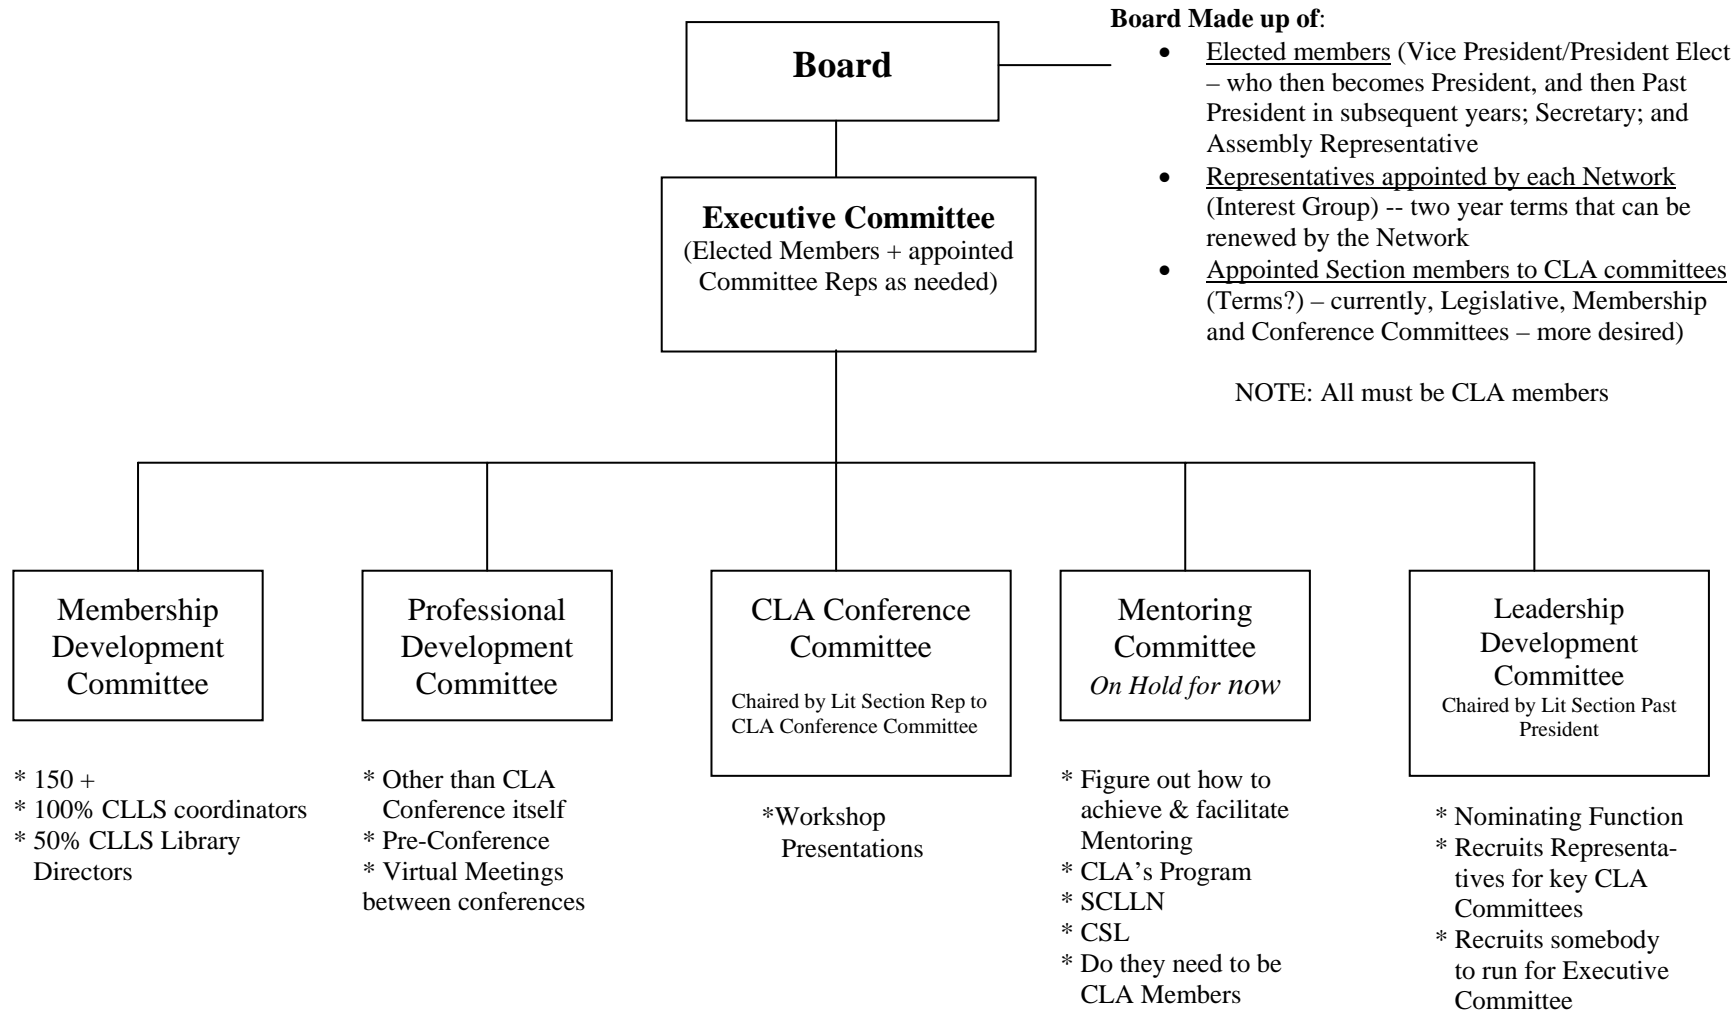 Board
Board Made up of:
• Elected members (Vice President/President Elect
– who then becomes President, and then Past
President in subsequent years; Secretary; and
Assembly Representative
• Representatives appointed by each Network
(Interest Group) -- two year terms that can be
renewed by the Network
• Appointed Section members to CLA committees
(Terms?) – currently, Legislative, Membership
and Conference Committees – more desired)
NOTE: All must be CLA members
Executive Committee
(Elected Members + appointed
Committee Reps as needed)
Membership
Development
Committee
* 150 +
* 100% CLLS coordinators
* 50% CLLS Library
Directors
Professional
Development
Committee
* Other than CLA
Conference itself
* Pre-Conference
* Virtual Meetings
between conferences
CLA Conference
Committee
Chaired by Lit Section Rep to
CLA Conference Committee
*Workshop
Presentations
Mentoring
Committee
On Hold for now
* Figure out how to
achieve & facilitate
Mentoring
* CLA’s Program
* SCLLN
* CSL
* Do they need to be
CLA Members
Leadership
Development
Committee
Chaired by Lit Section Past
President
* Nominating Function
* Recruits Representa-
tives for key CLA
Committees
* Recruits somebody
to run for Executive
Committee